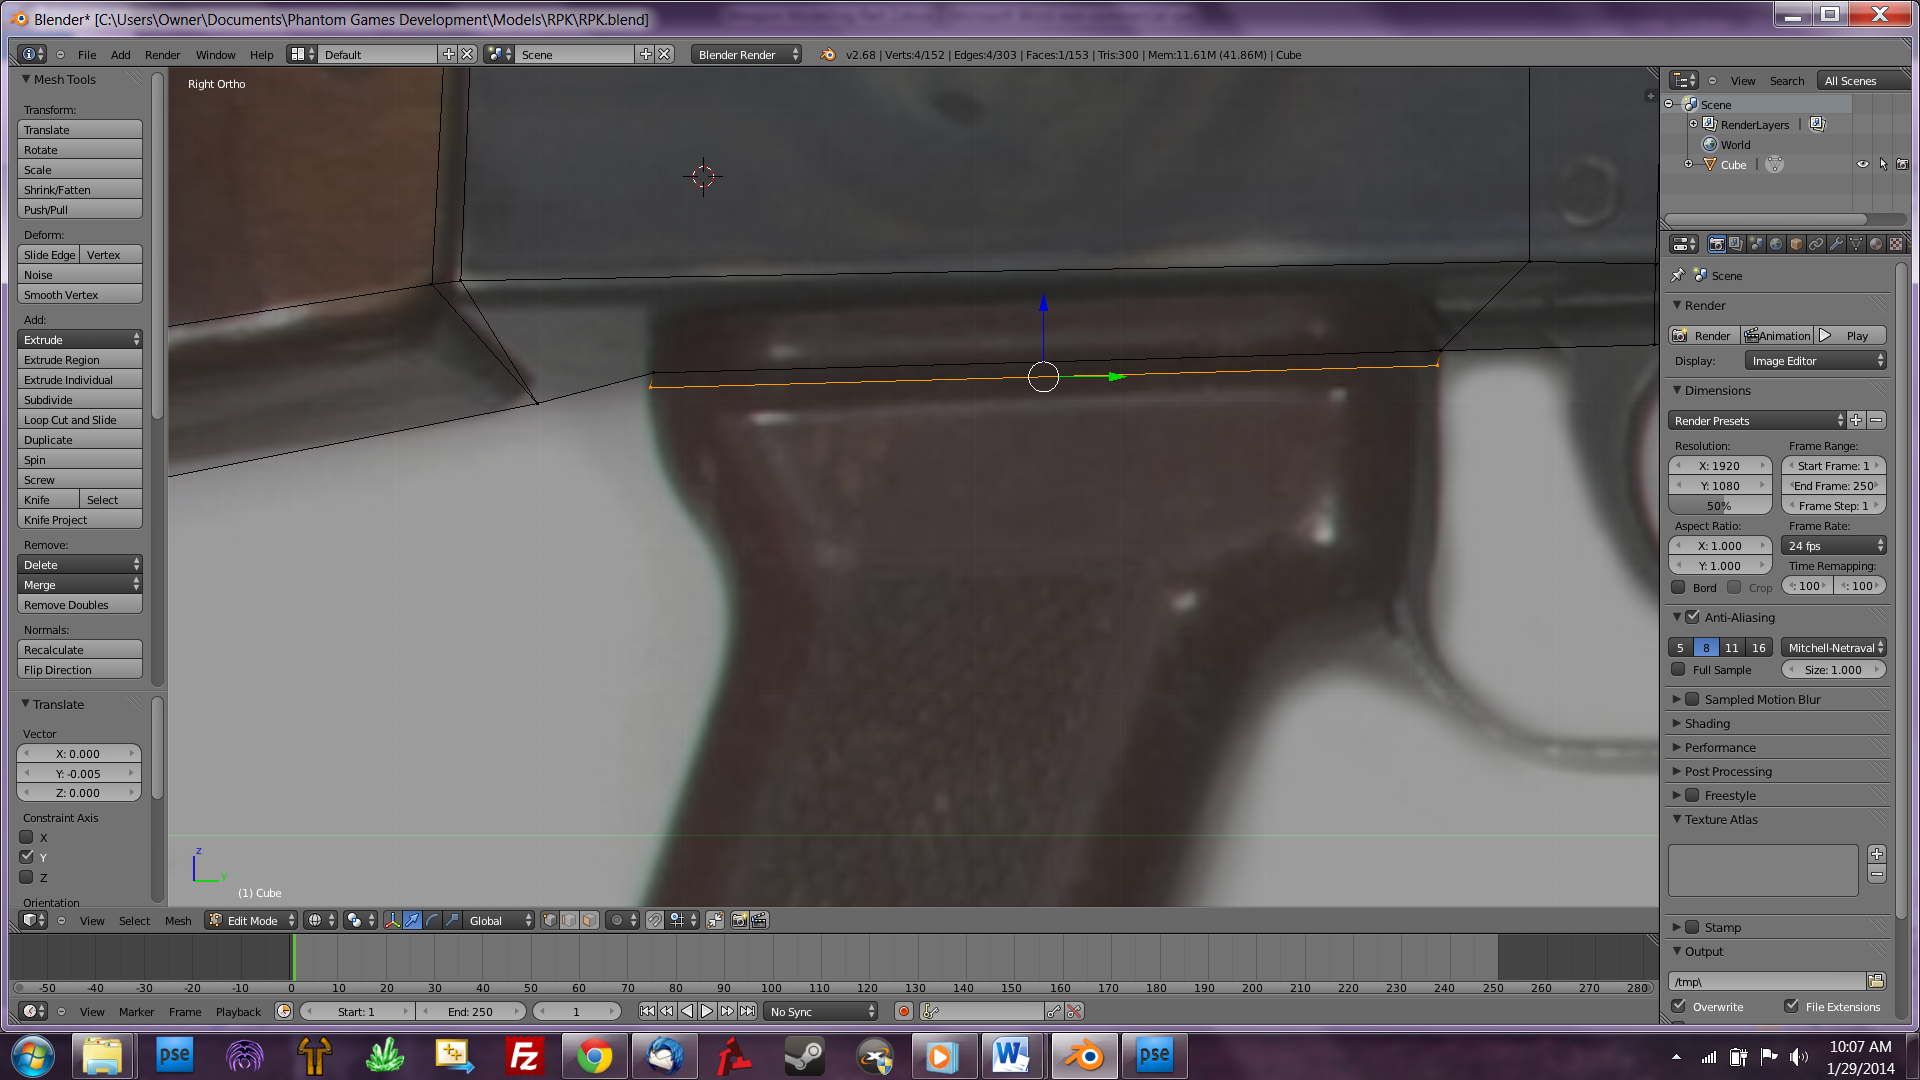 Blender* [C:\Users\Owner\Documents\Phantom Games Development\Models\RPK\RPK.blend]
File Add Render Window Help Default Scene Blender Render v2.68 | Verts:4/152 | Edges:4/303 | Faces:1/153 | Tris:300 | Mem:11.61M (41.86M) | Cube
Mesh Tools
Transform:
Translate
Rotate
Scale
Shrink/Fatten
Push/Pull
Deform:
Slide Edge Vertex
Noise
Smooth Vertex
Add:
Extrude
Extrude Region
Extrude Individual
Subdivide
Loop Cut and Slide
Duplicate
Spin
Screw
Knife Select
Knife Project
Remove:
Delete
Merge
Remove Doubles
Normals:
Recalculate
Flip Direction
Translate
Vector
X: 0.000
Y: -0.005
Z: 0.000
Constraint Axis
X
Y
Z
Orientation
Right Ortho
z
y
(1) Cube
View Search All Scenes
Scene
RenderLayers |
World
Cube |
Scene
Render
Render Animation Play
Display: Image Editor
Dimensions
Render Presets
Resolution: Frame Range:
X: 1920 Start Frame: 1
Y: 1080 End Frame: 250
50% Frame Step: 1
Aspect Ratio: Frame Rate:
X: 1.000 24 fps
Y: 1.000 Time Remapping:
Bord Crop : 100 : 100
Anti-Aliasing
5 8 11 16 Mitchell-Netraval
Full Sample Size: 1.000
Sampled Motion Blur
Shading
Performance
Post Processing
Freestyle
Texture Atlas
Stamp
Output
/tmp\
Overwrite File Extensions
View Select Mesh Edit Mode Global
-50 -40 -30 -20 -10 0 10 20 30 40 50 60 70 80 90 100 110 120 130 140 150 160 170 180 190 200 210 220 230 240 250 260 270 280
View Marker Frame Playback Start: 1 End: 250 1 No Sync
pse Fz W pse
10:07 AM
1/29/2014